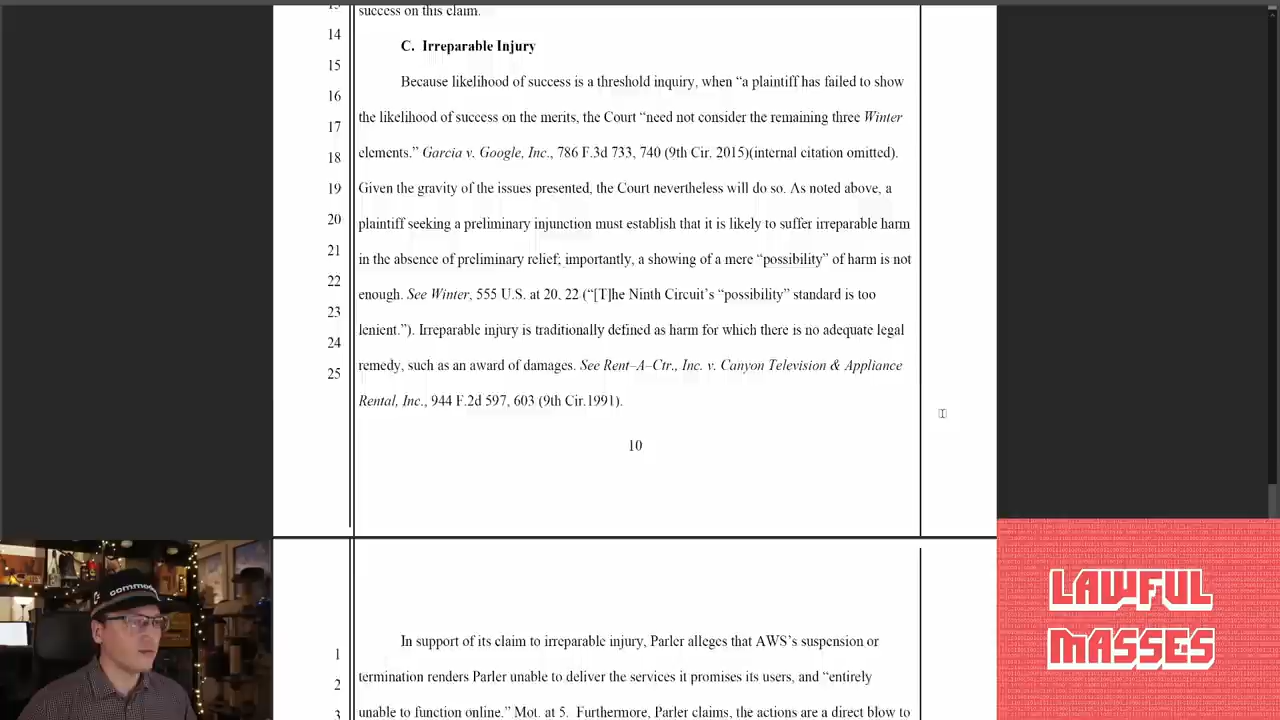 success on this claim.
14
C. Irreparable Injury
15
Because likelihood of success is a threshold inquiry, when “a plaintiff has failed to show
16
the likelihood of success on the merits, the Court “need not consider the remaining three Winter
17
elements.” Garcia v. Google, Inc., 786 F.3d 733, 740 (9th Cir. 2015)(internal citation omitted).
18
Given the gravity of the issues presented, the Court nevertheless will do so. As noted above, a
19
plaintiff seeking a preliminary injunction must establish that it is likely to suffer irreparable harm
20
in the absence of preliminary relief; importantly, a showing of a mere “possibility” of harm is not
21
enough. See Winter, 555 U.S. at 20, 22 (“[T]he Ninth Circuit’s “possibility” standard is too
22
lenient.”). Irreparable injury is traditionally defined as harm for which there is no adequate legal
23
remedy, such as an award of damages. See Rent–A–Ctr., Inc. v. Canyon Television & Appliance
24
Rental, Inc., 944 F.2d 597, 603 (9th Cir.1991).
25
10
In support of its claim to irreparable injury, Parler alleges that AWS’s suspension or
1
termination renders Parler unable to deliver the services it promises its users, and “entirely
2
unable to function online.” Mot. at 5. Furthermore, Parler claims, the actions are a direct blow to
3
LAWFUL
MASSES